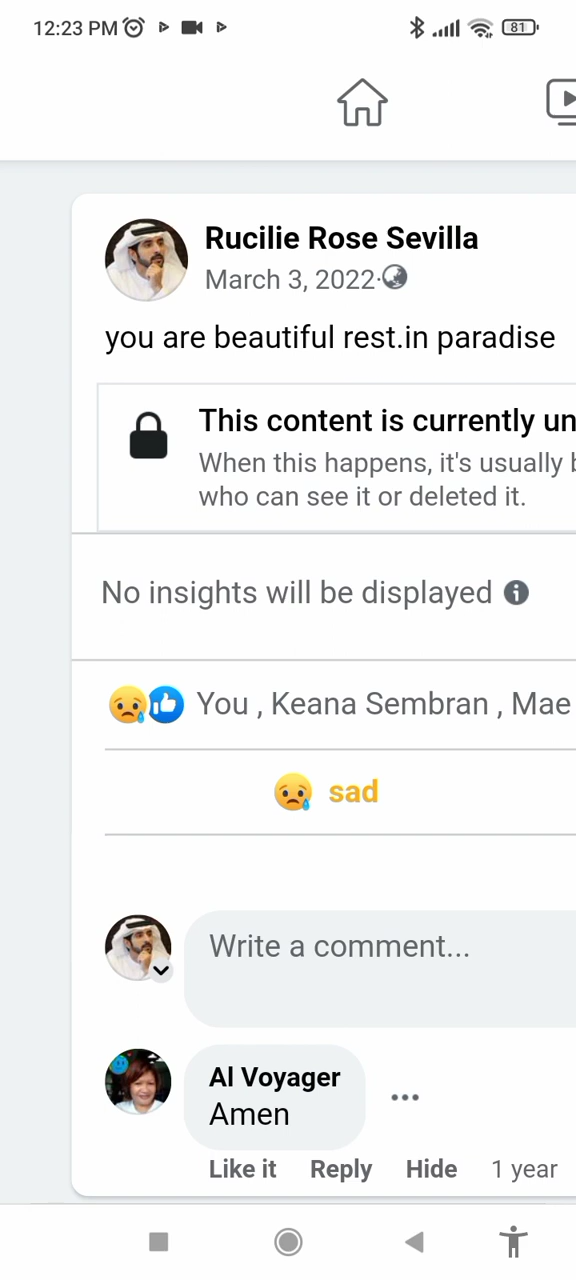 12:23 PM
81
Rucilie Rose Sevilla
March 3, 2022·
you are beautiful rest.in paradise
This content is currently un
When this happens, it's usually b
who can see it or deleted it.
No insights will be displayed
You , Keana Sembran , Mae
sad
Write a comment...
Al Voyager
Amen
Like it Reply Hide 1 year